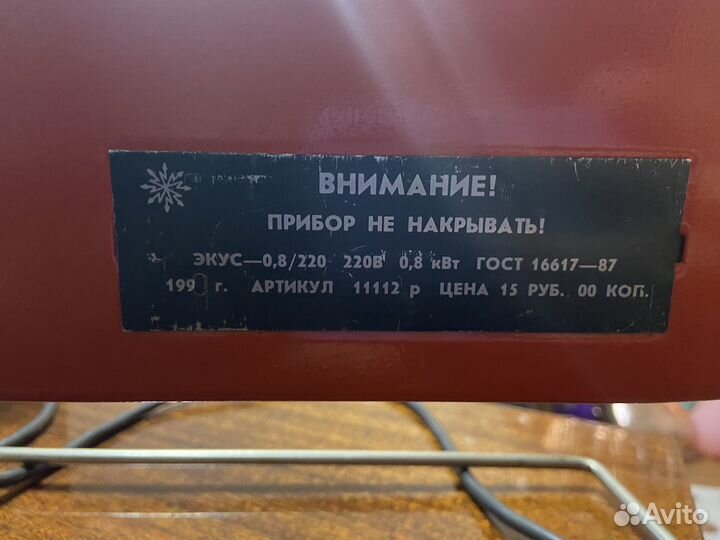 ВНИМАНИЕ!
ПРИБОР НЕ НАКРЫВАТЬ!
ЭКУС—0,8/220 220В 0,8 кВт ГОСТ 16617—87
199 г. АРТИКУЛ 11112 р ЦЕНА 15 РУБ. 00 КОП.
Avito